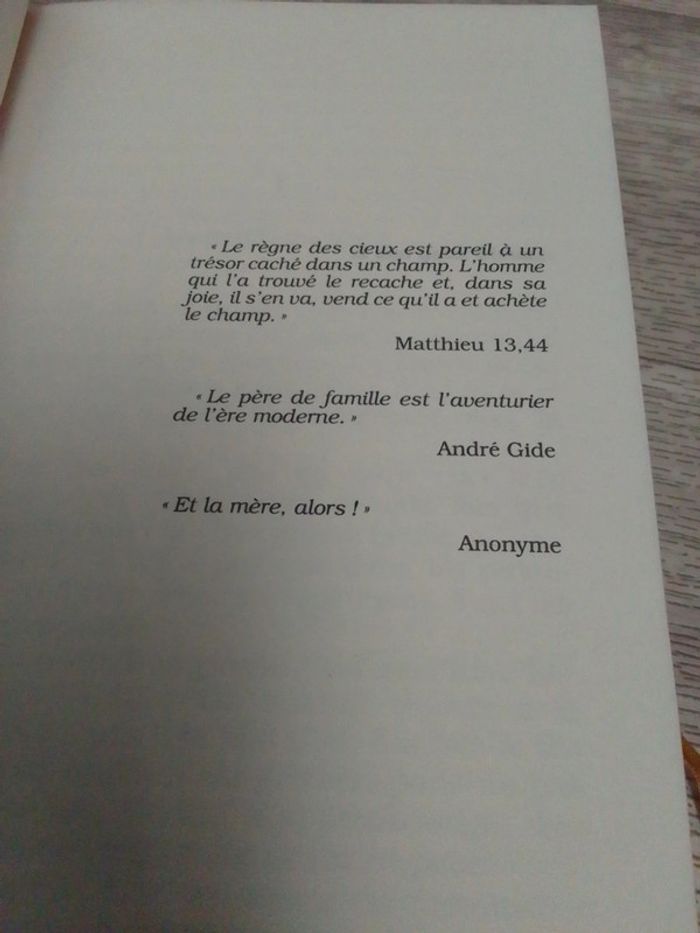 « Le règne des cieux est pareil à un
trésor caché dans un champ. L'homme
qui l'a trouvé le recache et, dans sa
joie, il s'en va, vend ce qu'il a et achète
le champ. »
Matthieu 13,44
« Le père de famille est l'aventurier
de l'ère moderne. »
André Gide
« Et la mère, alors ! »
Anonyme